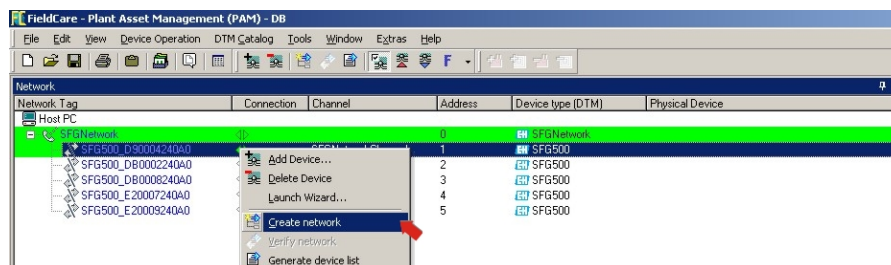 FieldCare - Plant Asset Management (PAM) - DB
File Edit View Device Operation DTM Catalog Tools Window Extras Help
F
Network
Network Tag Connection Channel Address Device type (DTM) Physical Device
Host PC
SFGNetwork 0 SFGNetwork
SFG500_D90004240A0 1 SFG500
SFG500_DB0002240A0 2 SFG500
SFG500_DB0008240A0 3 SFG500
SFG500_E20007240A0 4 SFG500
SFG500_E20009240A0 5 SFG500
Add Device...
Delete Device
Launch Wizard...
Create network
Verify network
Generate device list